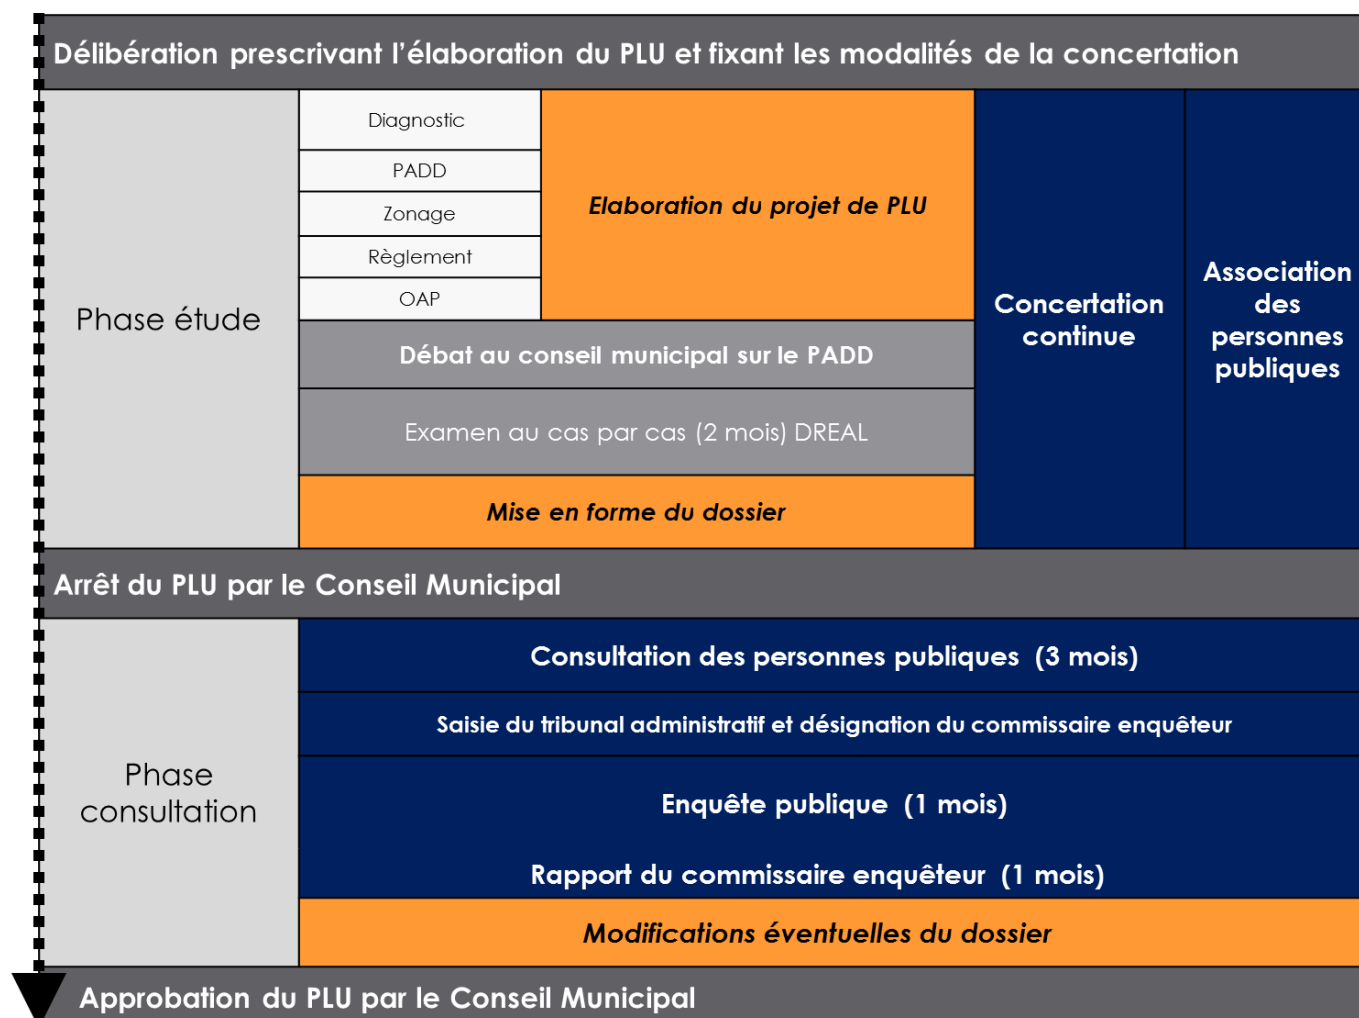 Délibération prescrivant l’élaboration du PLU et fixant les modalités de la concertation
Phase étude
Diagnostic
PADD
Zonage
Règlement
OAP
Elaboration du projet de PLU
Débat au conseil municipal sur le PADD
Examen au cas par cas (2 mois) DREAL
Mise en forme du dossier
Concertation
continue
Association
des
personnes
publiques
Arrêt du PLU par le Conseil Municipal
Phase
consultation
Consultation des personnes publiques (3 mois)
Saisie du tribunal administratif et désignation du commissaire enquêteur
Enquête publique (1 mois)
Rapport du commissaire enquêteur (1 mois)
Modifications éventuelles du dossier
Approbation du PLU par le Conseil Municipal